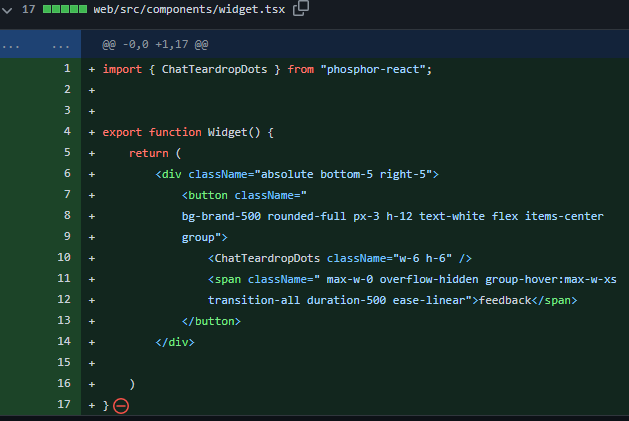 17 web/src/components/widget.tsx
... ... @@ -0,0 +1,17 @@
1 + import { ChatTeardropDots } from "phosphor-react";
2 +
3 +
4 + export function Widget() {
5 +     return (
6 +         <div className="absolute bottom-5 right-5">
7 +             <button className="
8 +             bg-brand-500 rounded-full px-3 h-12 text-white flex items-center
9 +             group">
10 +                 <ChatTeardropDots className="w-6 h-6" />
11 +                 <span className=" max-w-0 overflow-hidden group-hover:max-w-xs
12 +                 transition-all duration-500 ease-linear">feedback</span>
13 +             </button>
14 +         </div>
15 +
16 +     )
17 + }